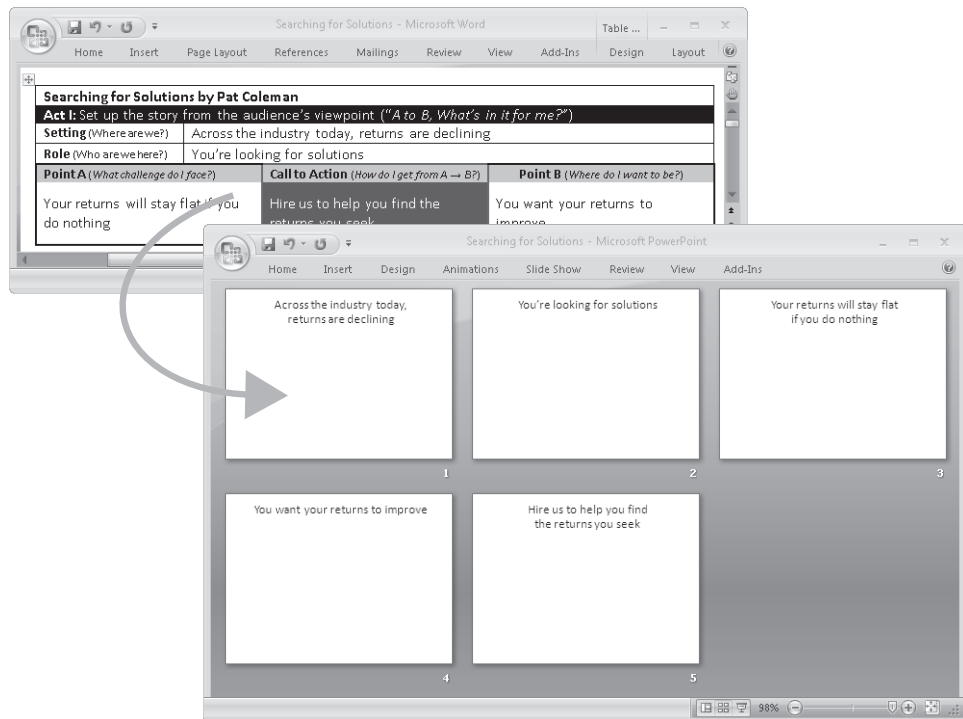 Searching for Solutions - Microsoft Word
Table ...
Home Insert Page Layout References Mailings Review View Add-Ins Design Layout
Searching for Solutions by Pat Coleman
Act I: Set up the story from the audience's viewpoint ("A to B, What's in it for me?")
Setting (Where are we?) Across the industry today, returns are declining
Role (Who are we here?) You're looking for solutions
Point A (What challenge do I face?) Call to Action (How do I get from A → B?) Point B (Where do I want to be?)
Your returns will stay flat if you
do nothing
Hire us to help you find the
returns you seek
You want your returns to
improve
Searching for Solutions - Microsoft PowerPoint
Home Insert Design Animations Slide Show Review View Add-Ins
Across the industry today,
returns are declining
1
You're looking for solutions
2
Your returns will stay flat
if you do nothing
3
You want your returns to improve
4
Hire us to help you find
the returns you seek
5
98%